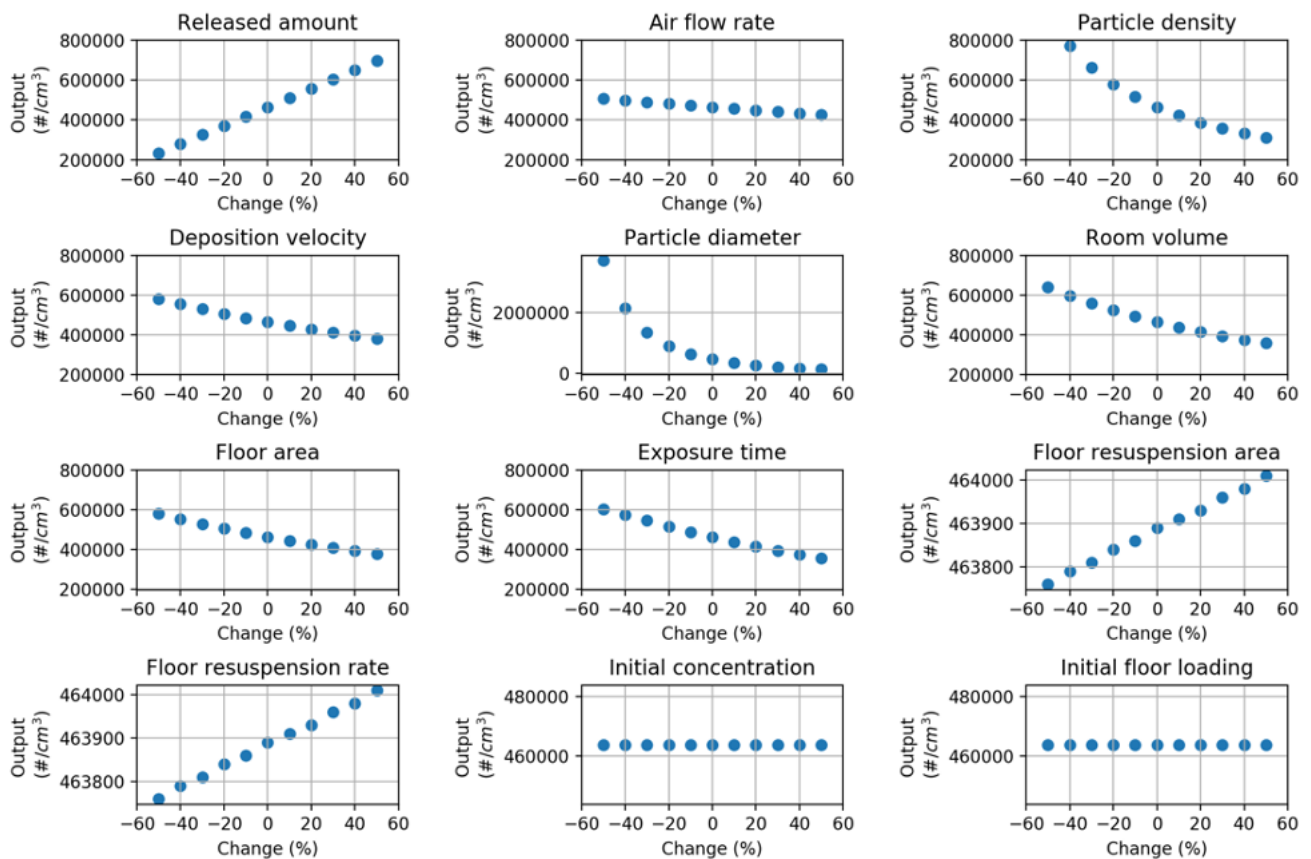 Released amount
800000
600000
400000
200000
Output
(#/cm³)
−60 −40 −20 0 20 40 60
Change (%)
Air flow rate
800000
600000
400000
200000
Output
(#/cm³)
−60 −40 −20 0 20 40 60
Change (%)
Particle density
800000
600000
400000
200000
Output
(#/cm³)
−60 −40 −20 0 20 40 60
Change (%)
Deposition velocity
800000
600000
400000
200000
Output
(#/cm³)
−60 −40 −20 0 20 40 60
Change (%)
Particle diameter
2000000
0
Output
(#/cm³)
−60 −40 −20 0 20 40 60
Change (%)
Room volume
800000
600000
400000
200000
Output
(#/cm³)
−60 −40 −20 0 20 40 60
Change (%)
Floor area
800000
600000
400000
200000
Output
(#/cm³)
−60 −40 −20 0 20 40 60
Change (%)
Exposure time
800000
600000
400000
200000
Output
(#/cm³)
−60 −40 −20 0 20 40 60
Change (%)
Floor resuspension area
464000
463900
463800
Output
(#/cm³)
−60 −40 −20 0 20 40 60
Change (%)
Floor resuspension rate
464000
463900
463800
Output
(#/cm³)
−60 −40 −20 0 20 40 60
Change (%)
Initial concentration
480000
460000
Output
(#/cm³)
−60 −40 −20 0 20 40 60
Change (%)
Initial floor loading
480000
460000
Output
(#/cm³)
−60 −40 −20 0 20 40 60
Change (%)